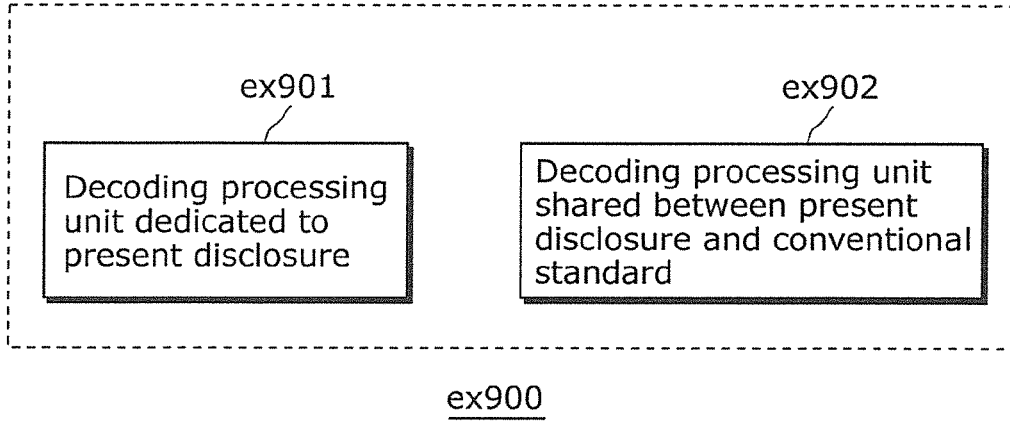 ex901
ex902
Decoding processing
unit dedicated to
present disclosure
Decoding processing unit
shared between present
disclosure and conventional
standard
ex900